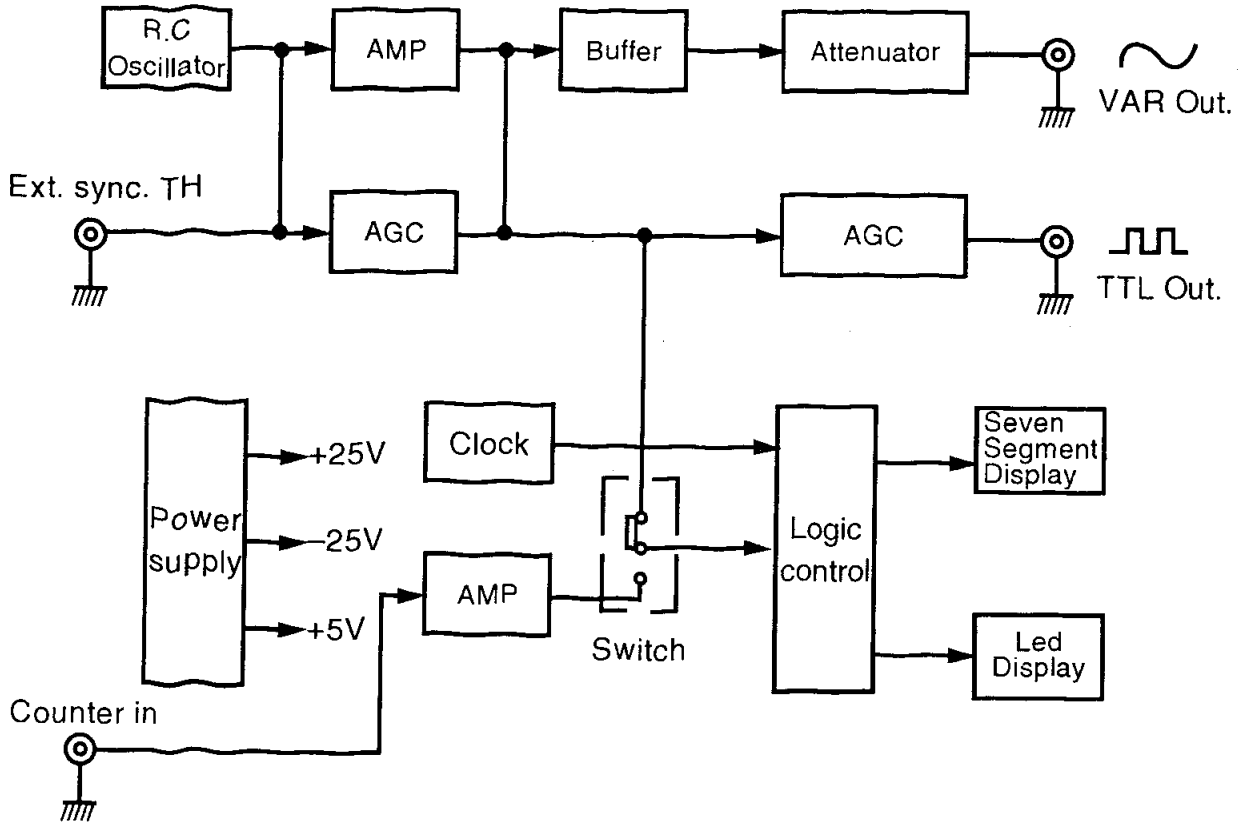 R.C
Oscillator
AMP
Buffer
Attenuator
VAR Out.
Ext. sync. TH
AGC
AGC
TTL Out.
Power
supply
+25V
–25V
+5V
Clock
AMP
Switch
Logic
control
Seven
Segment
Display
Led
Display
Counter in